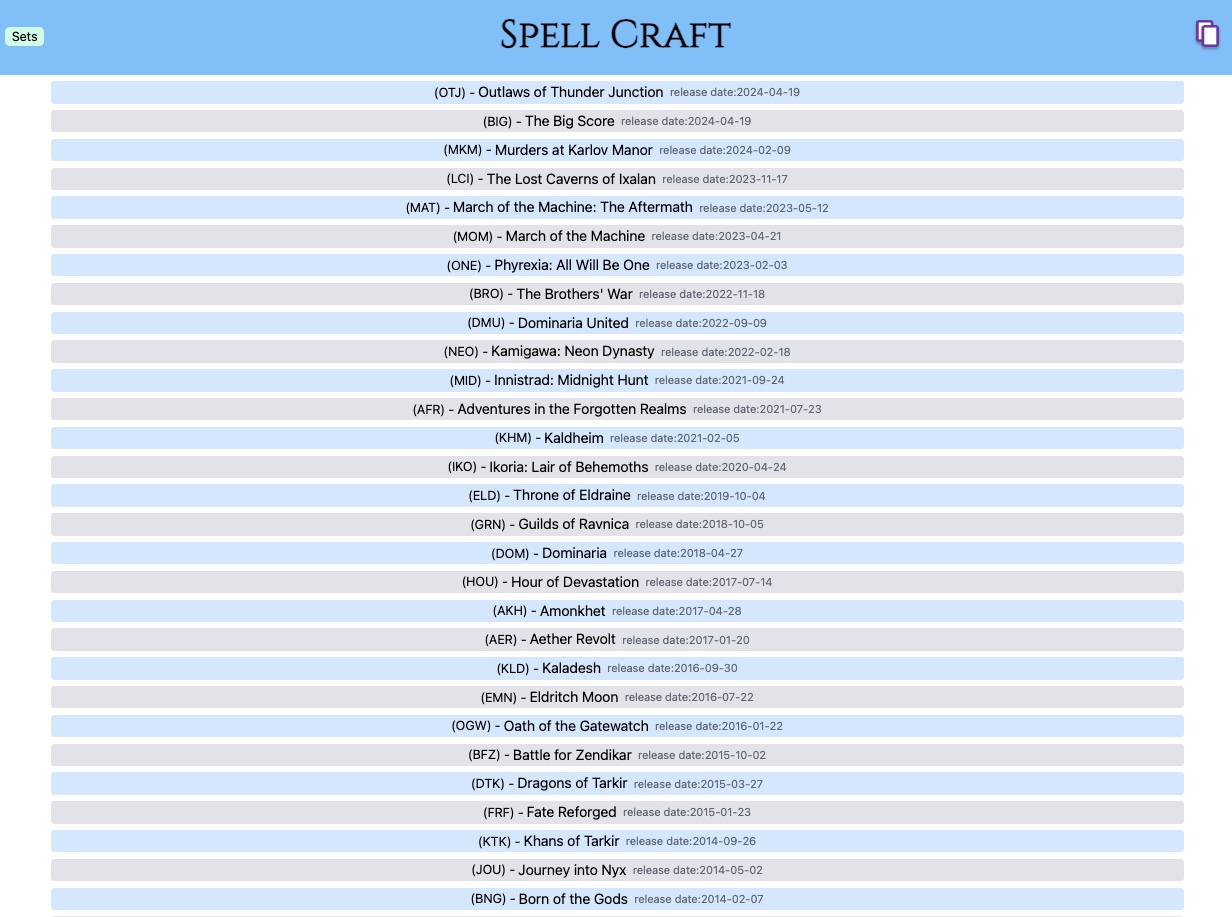 Sets
Spell Craft
(OTJ) - Outlaws of Thunder Junction release date:2024-04-19
(BIG) - The Big Score release date:2024-04-19
(MKM) - Murders at Karlov Manor release date:2024-02-09
(LCI) - The Lost Caverns of Ixalan release date:2023-11-17
(MAT) - March of the Machine: The Aftermath release date:2023-05-12
(MOM) - March of the Machine release date:2023-04-21
(ONE) - Phyrexia: All Will Be One release date:2023-02-03
(BRO) - The Brothers' War release date:2022-11-18
(DMU) - Dominaria United release date:2022-09-09
(NEO) - Kamigawa: Neon Dynasty release date:2022-02-18
(MID) - Innistrad: Midnight Hunt release date:2021-09-24
(AFR) - Adventures in the Forgotten Realms release date:2021-07-23
(KHM) - Kaldheim release date:2021-02-05
(IKO) - Ikoria: Lair of Behemoths release date:2020-04-24
(ELD) - Throne of Eldraine release date:2019-10-04
(GRN) - Guilds of Ravnica release date:2018-10-05
(DOM) - Dominaria release date:2018-04-27
(HOU) - Hour of Devastation release date:2017-07-14
(AKH) - Amonkhet release date:2017-04-28
(AER) - Aether Revolt release date:2017-01-20
(KLD) - Kaladesh release date:2016-09-30
(EMN) - Eldritch Moon release date:2016-07-22
(OGW) - Oath of the Gatewatch release date:2016-01-22
(BFZ) - Battle for Zendikar release date:2015-10-02
(DTK) - Dragons of Tarkir release date:2015-03-27
(FRF) - Fate Reforged release date:2015-01-23
(KTK) - Khans of Tarkir release date:2014-09-26
(JOU) - Journey into Nyx release date:2014-05-02
(BNG) - Born of the Gods release date:2014-02-07